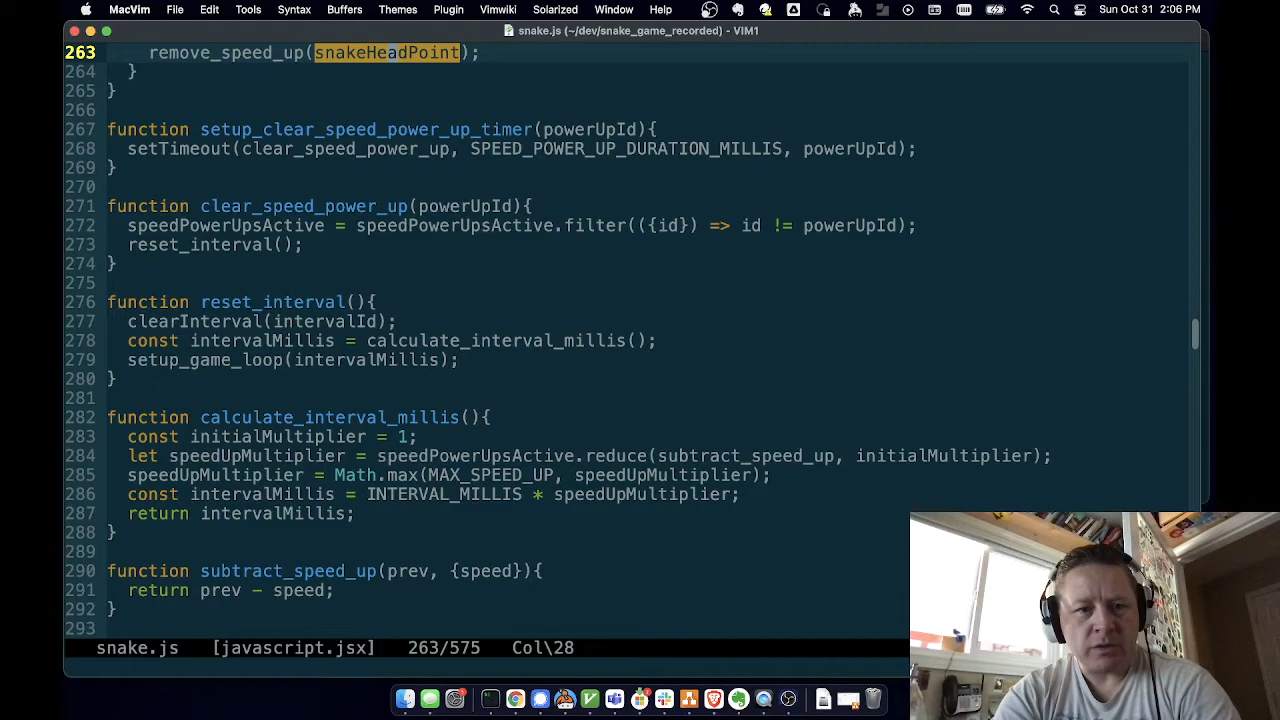 MacVim File Edit Tools Syntax Buffers Themes Plugin Vimwiki Solarized Window Help Sun Oct 31 2:06 PM
snake.js (~/dev/snake_game_recorded) - VIM1
263 remove_speed_up(snakeHeadPoint);
264 }
265 }
266
267 function setup_clear_speed_power_up_timer(powerUpId){
268 setTimeout(clear_speed_power_up, SPEED_POWER_UP_DURATION_MILLIS, powerUpId);
269 }
270
271 function clear_speed_power_up(powerUpId){
272 speedPowerUpsActive = speedPowerUpsActive.filter(({id}) => id != powerUpId);
273 reset_interval();
274 }
275
276 function reset_interval(){
277 clearInterval(intervalId);
278 const intervalMillis = calculate_interval_millis();
279 setup_game_loop(intervalMillis);
280 }
281
282 function calculate_interval_millis(){
283 const initialMultiplier = 1;
284 let speedUpMultiplier = speedPowerUpsActive.reduce(subtract_speed_up, initialMultiplier);
285 speedUpMultiplier = Math.max(MAX_SPEED_UP, speedUpMultiplier);
286 const intervalMillis = INTERVAL_MILLIS * speedUpMultiplier;
287 return intervalMillis;
288 }
289
290 function subtract_speed_up(prev, {speed}){
291 return prev - speed;
292 }
293
snake.js [javascript.jsx] 263/575 Col\28